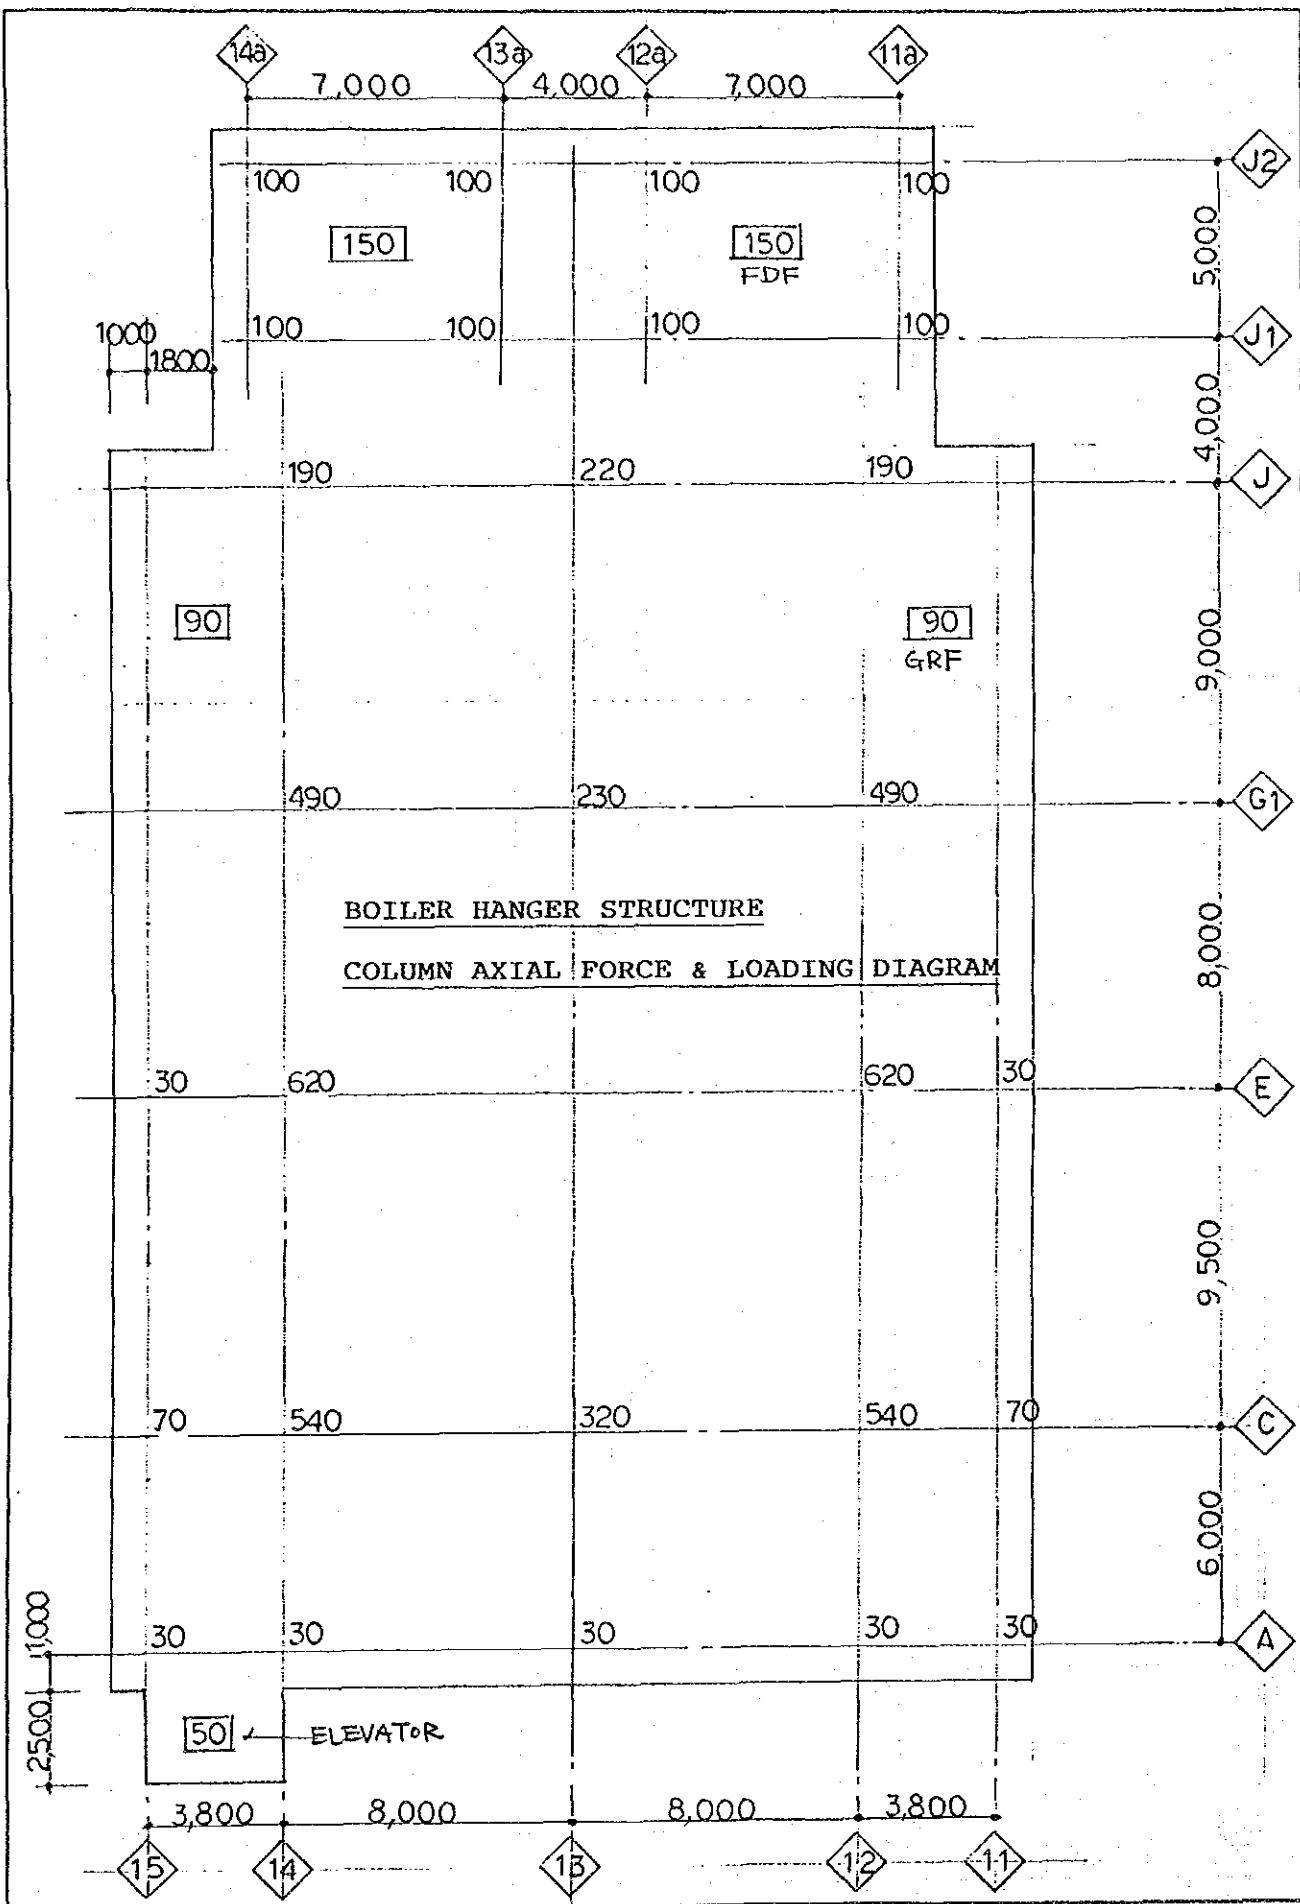 14a 13a 12a 11a
7,000 4,000 7,000
J2
100 100 100 100
150 150
FDF
5,000
1000
100 100 100 100
J1
1800
4,000
190 220 190
J
90 90
GRF
9,000
490 230 490
G1
BOILER HANGER STRUCTURE
8,000
COLUMN AXIAL FORCE & LOADING DIAGRAM
30 620 620 30
E
9,500
70 540 320 540 70
C
6,000
1,000
30 30 30 30 30
A
2,500
50 ELEVATOR
3,800 8,000 8,000 3,800
15 14 13 12 11